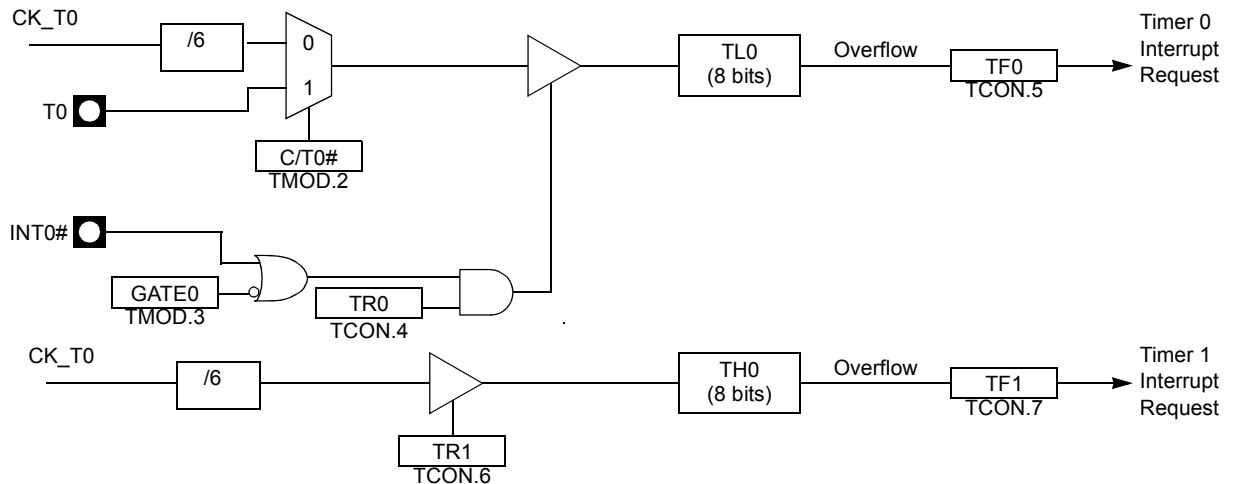 CK_T0
/6
0
1
T0
C/T0#
TMOD.2
TL0
(8 bits)
Overflow
TF0
TCON.5
Timer 0
Interrupt
Request
INT0#
GATE0
TMOD.3
TR0
TCON.4
CK_T0
/6
TR1
TCON.6
TH0
(8 bits)
Overflow
TF1
TCON.7
Timer 1
Interrupt
Request